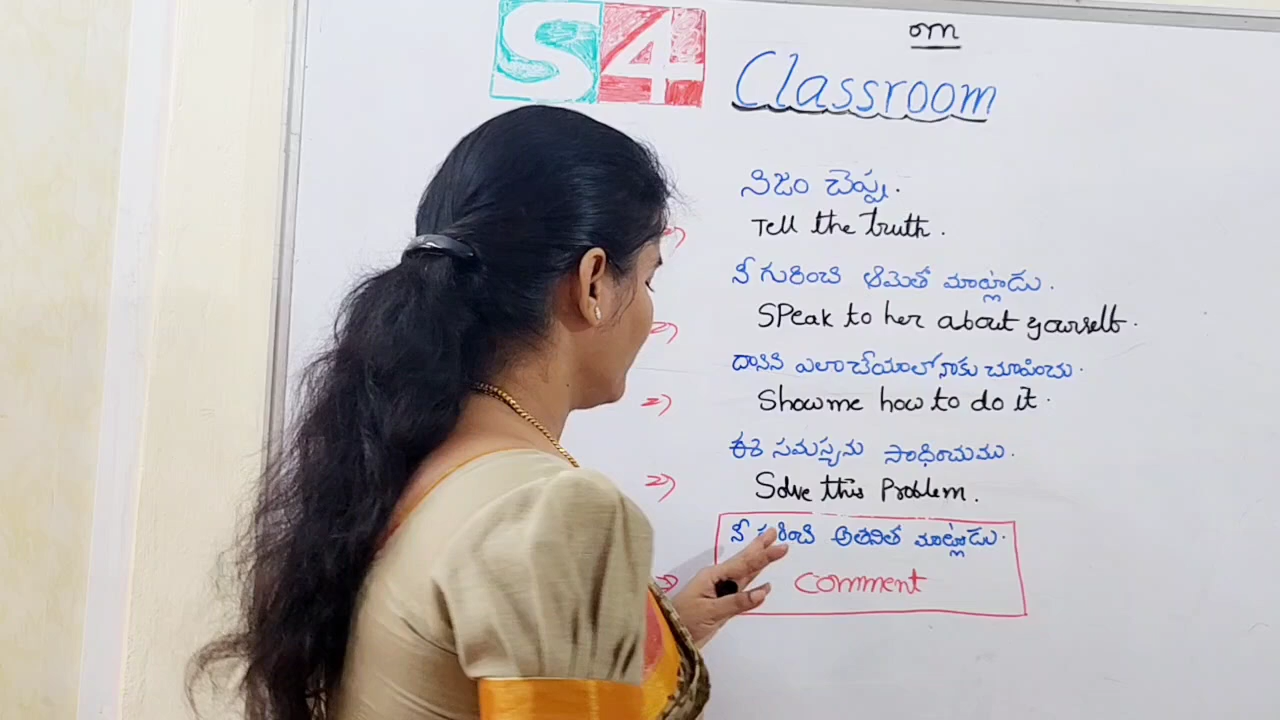 om
S4
Classroom
నిజం చెప్పు.
Tell the truth.
నీ గురించి ఆమెతో మాట్లాడు.
Speak to her about yourself.
దానిని ఎలా చేయాలో నాకు చూపించు.
Show me how to do it.
ఈ సమస్యను సాధించుము.
Solve this Problem.
నీ గురించి అతనితో మాట్లాడు.
comment